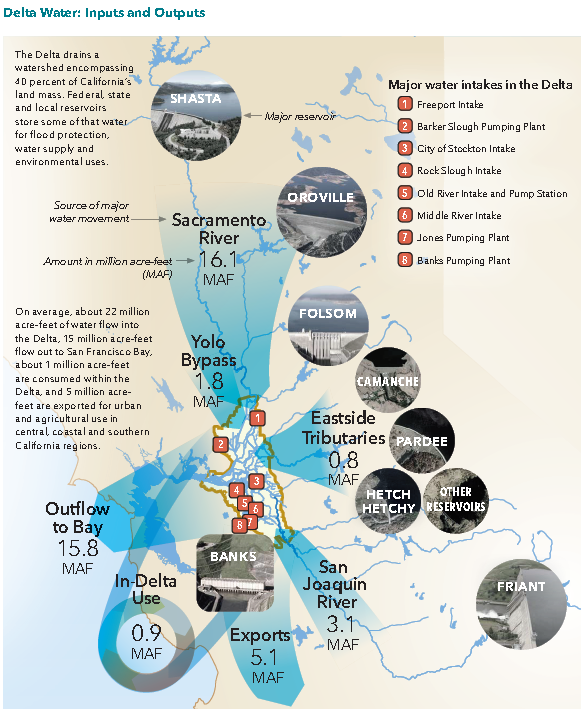 Delta Water: Inputs and Outputs
The Delta drains a
watershed encompassing
40 percent of California's
land mass. Federal, state
and local reservoirs
store some of that water
for flood protection,
water supply and
environmental uses.
SHASTA
Major reservoir
Major water intakes in the Delta
1 Freeport Intake
2 Barker Slough Pumping Plant
3 City of Stockton Intake
4 Rock Slough Intake
5 Old River Intake and Pump Station
6 Middle River Intake
7 Jones Pumping Plant
8 Banks Pumping Plant
OROVILLE
Source of major
water movement
Sacramento
River
16.1
MAF
Amount in million acre-feet
(MAF)
On average, about 22 million
acre-feet of water flow into
the Delta, 15 million acre-feet
flow out to San Francisco Bay,
about 1 million acre-feet
are consumed within the
Delta, and 5 million acre-
feet are exported for urban
and agricultural use in
central, coastal and southern
California regions.
FOLSOM
Yolo
Bypass
1.8
MAF
CAMANCHE
1
2
Eastside
Tributaries
0.8
MAF
PARDEE
3
4
5
6
7
8
HETCH
HETCHY
OTHER
RESERVOIRS
Outflow
to Bay
15.8
MAF
BANKS
In-Delta
Use
0.9
MAF
San
Joaquin
River
3.1
MAF
FRIANT
Exports
5.1
MAF